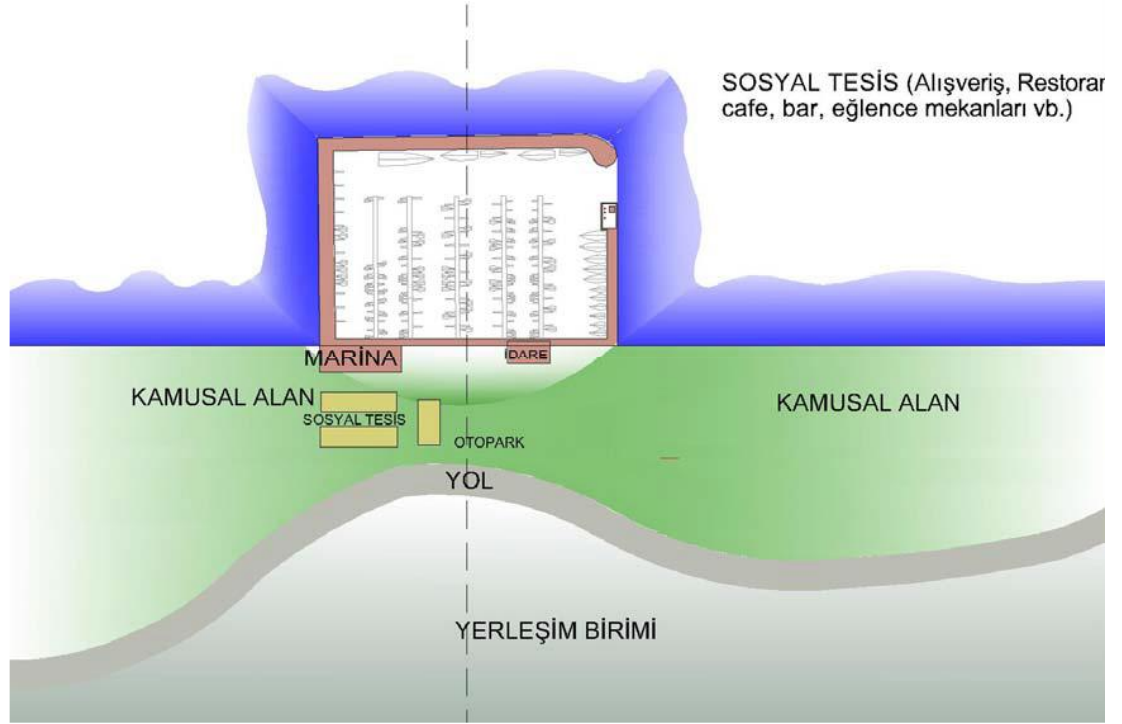 SOSYAL TESİS (Alışveriş, Restoran
cafe, bar, eğlence mekanları vb.)
MARİNA
DARE
KAMUSAL ALAN
KAMUSAL ALAN
SOSYAL TESİS
OTOPARK
YOL
YERLEŞİM BİRİMİ